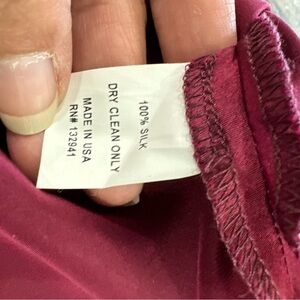 100% SILK
DRY CLEAN ONLY
MADE IN USA
RN# 132941